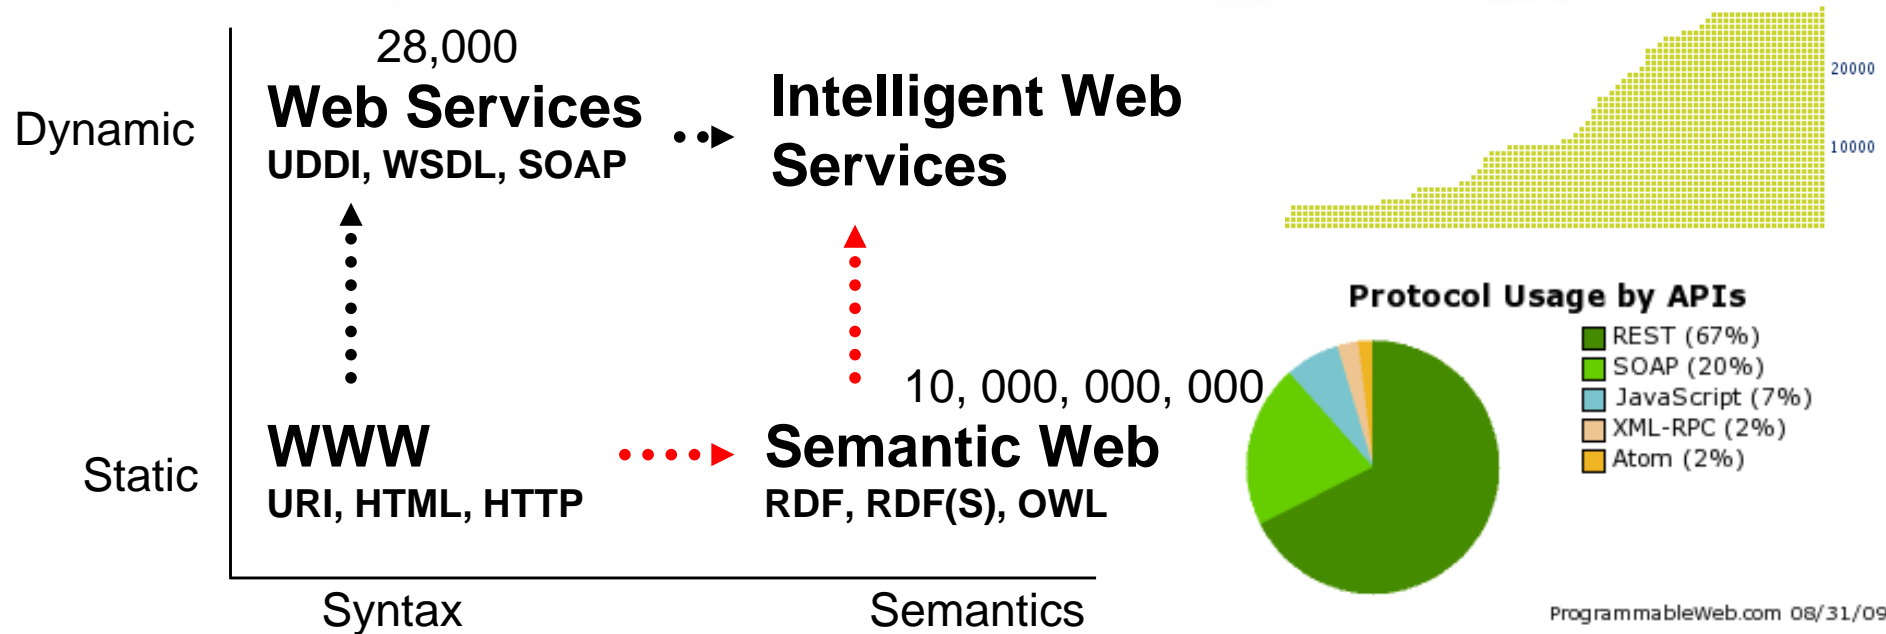 28,000
Web Services
UDDI, WSDL, SOAP
Intelligent Web
Services
Dynamic
20000
10000
Protocol Usage by APIs
REST (67%)
SOAP (20%)
JavaScript (7%)
XML-RPC (2%)
Atom (2%)
10, 000, 000, 000
WWW
URI, HTML, HTTP
Semantic Web
RDF, RDF(S), OWL
Static
Syntax
Semantics
ProgrammableWeb.com 08/31/09